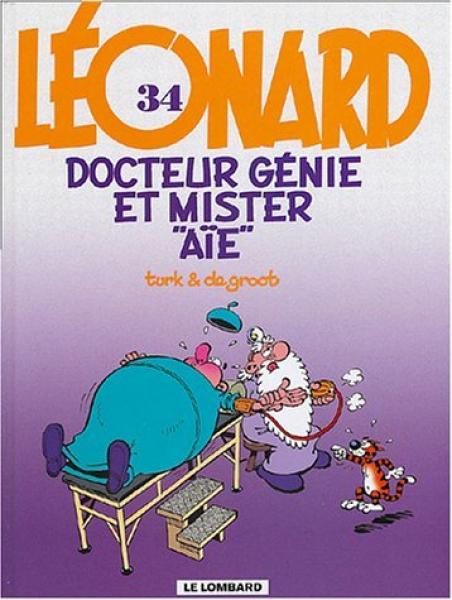 LÉONARD
34
DOCTEUR GÉNIE
ET MISTER
"AÏE"
turk & de groot
LE LOMBARD